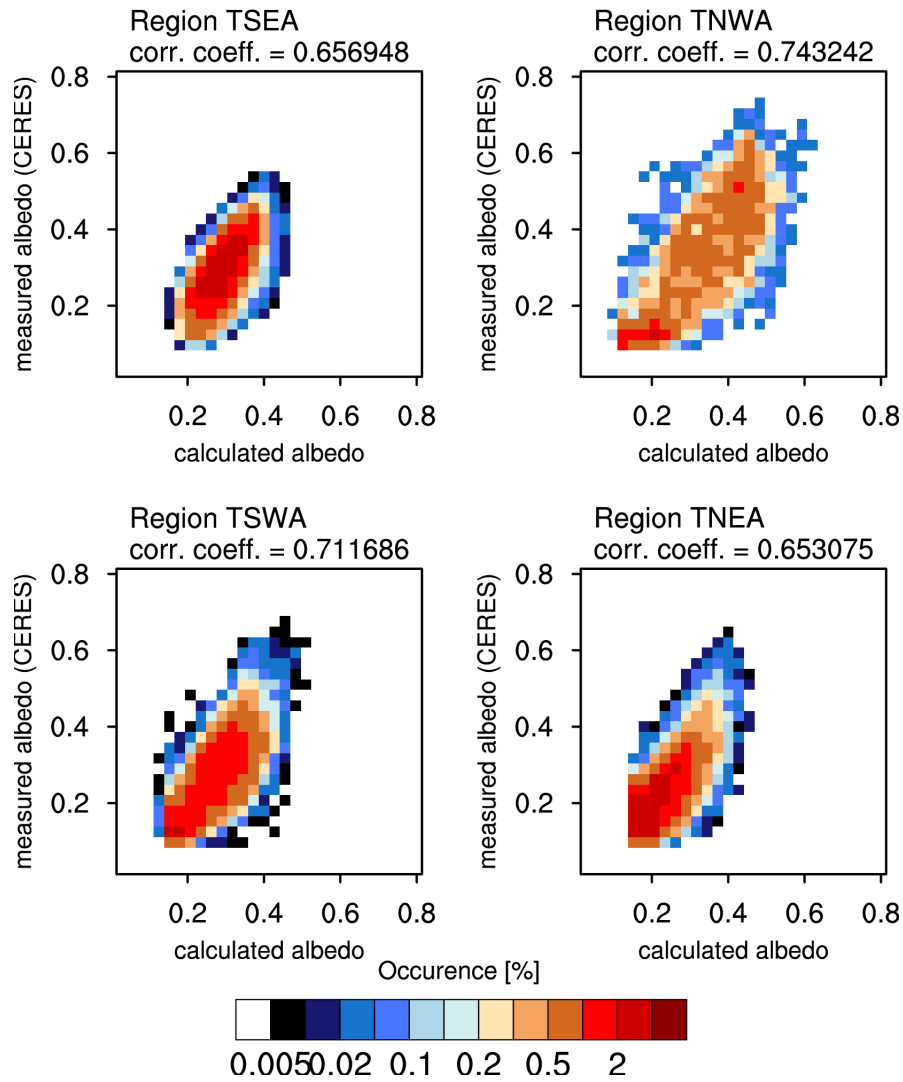 Region TSEA
corr. coeff. = 0.656948
0.8
0.6
0.4
0.2
measured albedo (CERES)
0.2 0.4 0.6 0.8
calculated albedo
Region TNWA
corr. coeff. = 0.743242
0.8
0.6
0.4
0.2
measured albedo (CERES)
0.2 0.4 0.6 0.8
calculated albedo
Region TSWA
corr. coeff. = 0.711686
0.8
0.6
0.4
0.2
measured albedo (CERES)
0.2 0.4 0.6 0.8
calculated albedo
Region TNEA
corr. coeff. = 0.653075
0.8
0.6
0.4
0.2
measured albedo (CERES)
0.2 0.4 0.6 0.8
calculated albedo
Occurence [%]
0.005 0.02 0.1 0.2 0.5 2